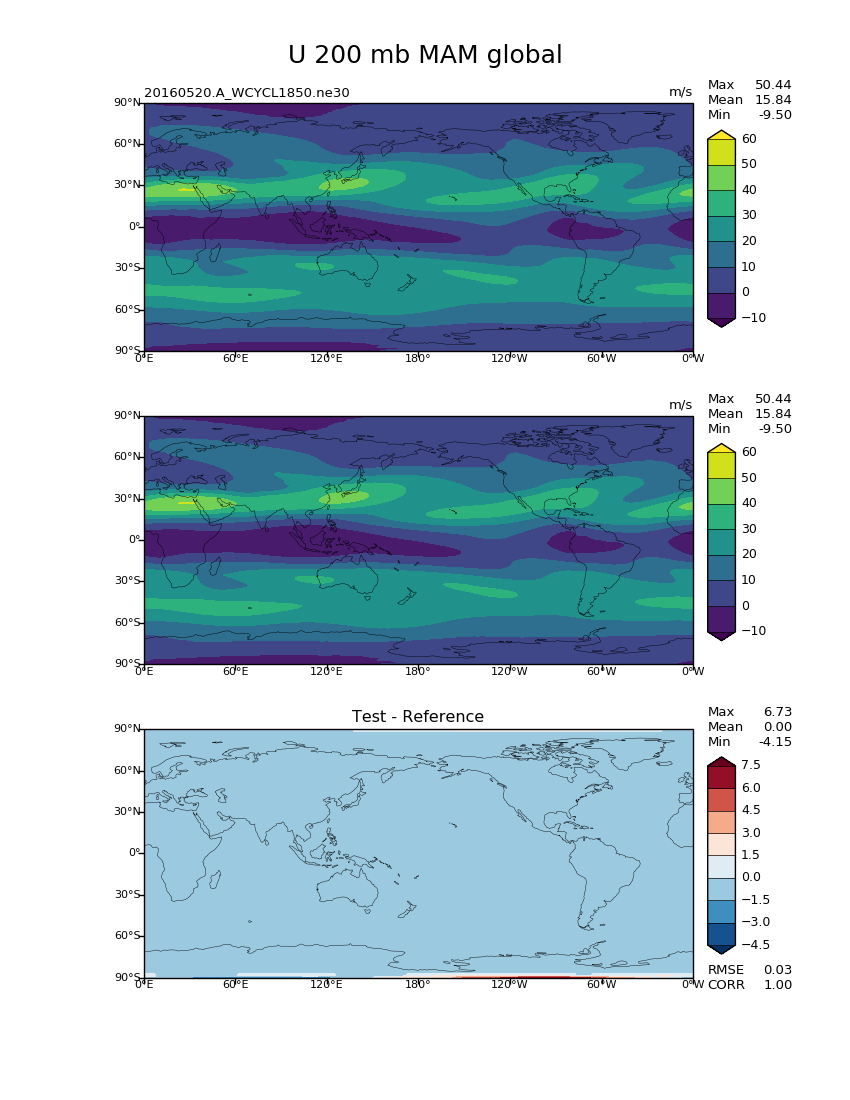 U 200 mb MAM global
20160520.A_WCYCL1850.ne30
m/s
Max 50.44
Mean 15.84
Min -9.50
90°N
60°N
30°N
0°
30°S
60°S
90°S
0°E 60°E 120°E 180° 120°W 60°W 0°W
60
50
40
30
20
10
0
−10
m/s
Max 50.44
Mean 15.84
Min -9.50
90°N
60°N
30°N
0°
30°S
60°S
90°S
0°E 60°E 120°E 180° 120°W 60°W 0°W
60
50
40
30
20
10
0
−10
Test - Reference
Max 6.73
Mean 0.00
Min -4.15
90°N
60°N
30°N
0°
30°S
60°S
90°S
0°E 60°E 120°E 180° 120°W 60°W 0°W
7.5
6.0
4.5
3.0
1.5
0.0
−1.5
−3.0
−4.5
RMSE 0.03
CORR 1.00